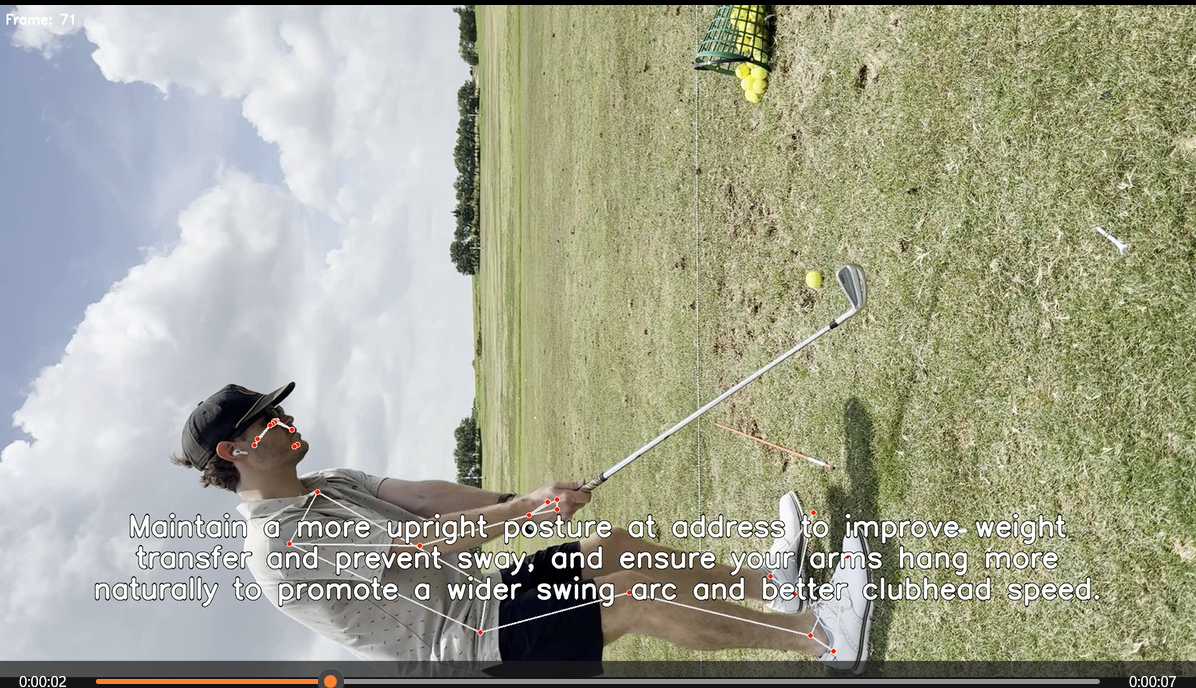 Frame: 71
Maintain a more upright posture at address to improve weight
transfer and prevent sway, and ensure your arms hang more
naturally to promote a wider swing arc and better clubhead speed.
0:00:02
0:00:07